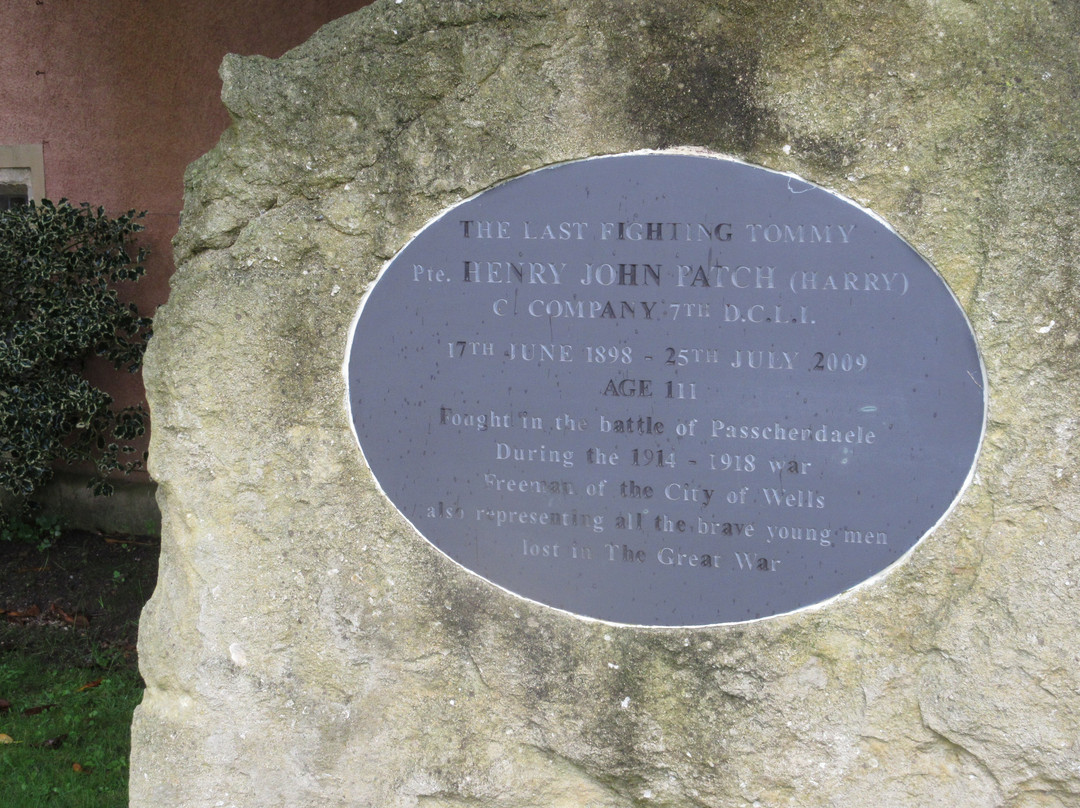 THE LAST FIGHTING TOMMY
Pte. HENRY JOHN PATCH (HARRY)
C COMPANY 7TH D.C.L.I.
17TH JUNE 1898 - 25TH JULY 2009
AGE 111
Fought in the battle of Passchendaele
During the 1914 - 1918 war
Freeman of the City of Wells
also representing all the brave young men
lost in The Great War